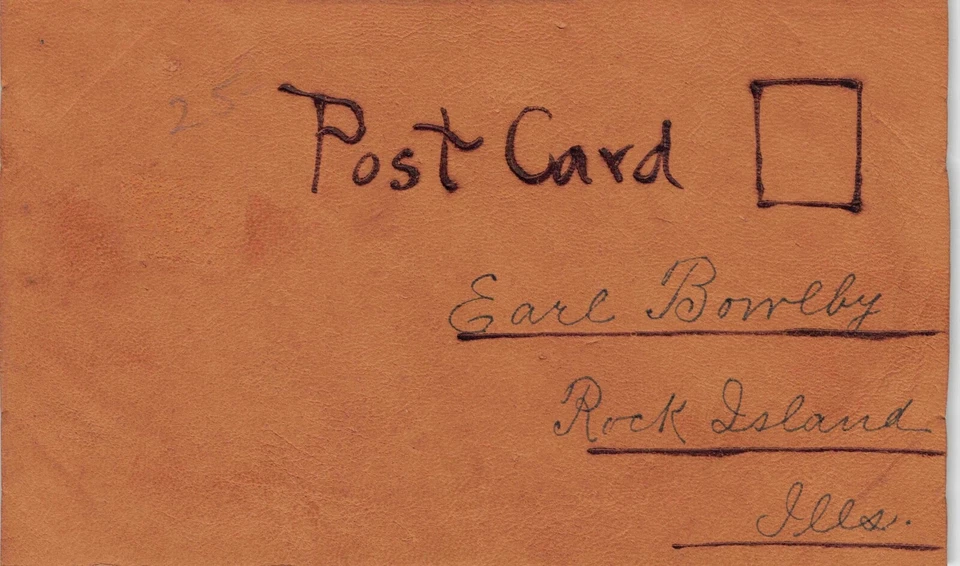 25
Post Card
Earl Bowlby
Rock Island
Ills.